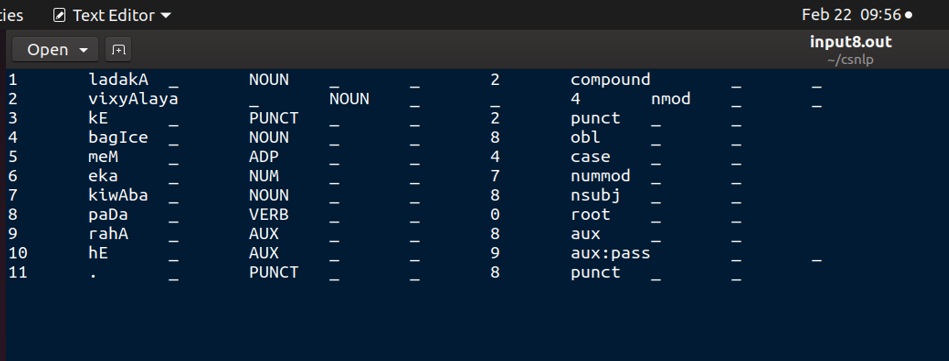 ies Text Editor Feb 22 09:56
Open input8.out
~/csnlp
1 ladakA _ NOUN _ _ 2 compound _ _
2 vixyAlaya _ NOUN _ _ 4 nmod _ _
3 kE _ PUNCT _ _ 2 punct _ _
4 bagIce _ NOUN _ _ 8 obl _ _
5 meM _ ADP _ _ 4 case _ _
6 eka _ NUM _ _ 7 nummod _ _
7 kiwAba _ NOUN _ _ 8 nsubj _ _
8 paDa _ VERB _ _ 0 root _ _
9 rahA _ AUX _ _ 8 aux _ _
10 hE _ AUX _ _ 9 aux:pass _ _
11 . _ PUNCT _ _ 8 punct _ _